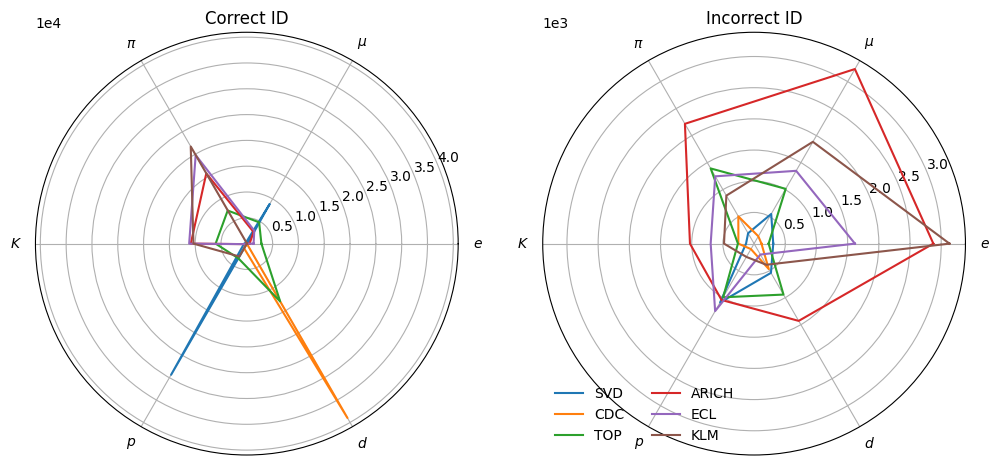 Correct ID
1e4
e
μ
π
K
p
d
0.5
1.0
1.5
2.0
2.5
3.0
3.5
4.0
Incorrect ID
1e3
e
μ
π
K
p
d
0.5
1.0
1.5
2.0
2.5
3.0
SVD
CDC
TOP
ARICH
ECL
KLM